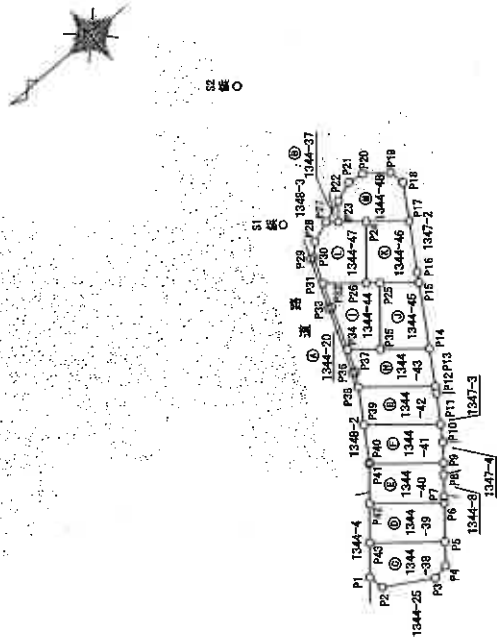 S2
S1
道路
Ⓐ
1344-20
Ⓑ
1344-37
1348-3
1348-2
1344-4
1344-25
1344-8
1347-4
1347-3
1347-2
Ⓒ
1344
-38
Ⓓ
1344
-39
Ⓔ
1344
-40
Ⓕ
1344
-41
1344
-42
Ⓗ
1344
-43
Ⓘ
1344-44
Ⓙ
1344-45
Ⓚ
1344-46
Ⓛ
1344-47
Ⓜ
1344-48
P1
P2
P3
P4
P5
P6
P7
P8
P9
P10
P11
P12
P13
P14
P15
P16
P17
P18
P19
P20
P21
P22
P23
P25
P26
P27
P28
P29
P30
P31
P32
P33
P34
P35
P36
P37
P38
P39
P40
P41
P42
P43